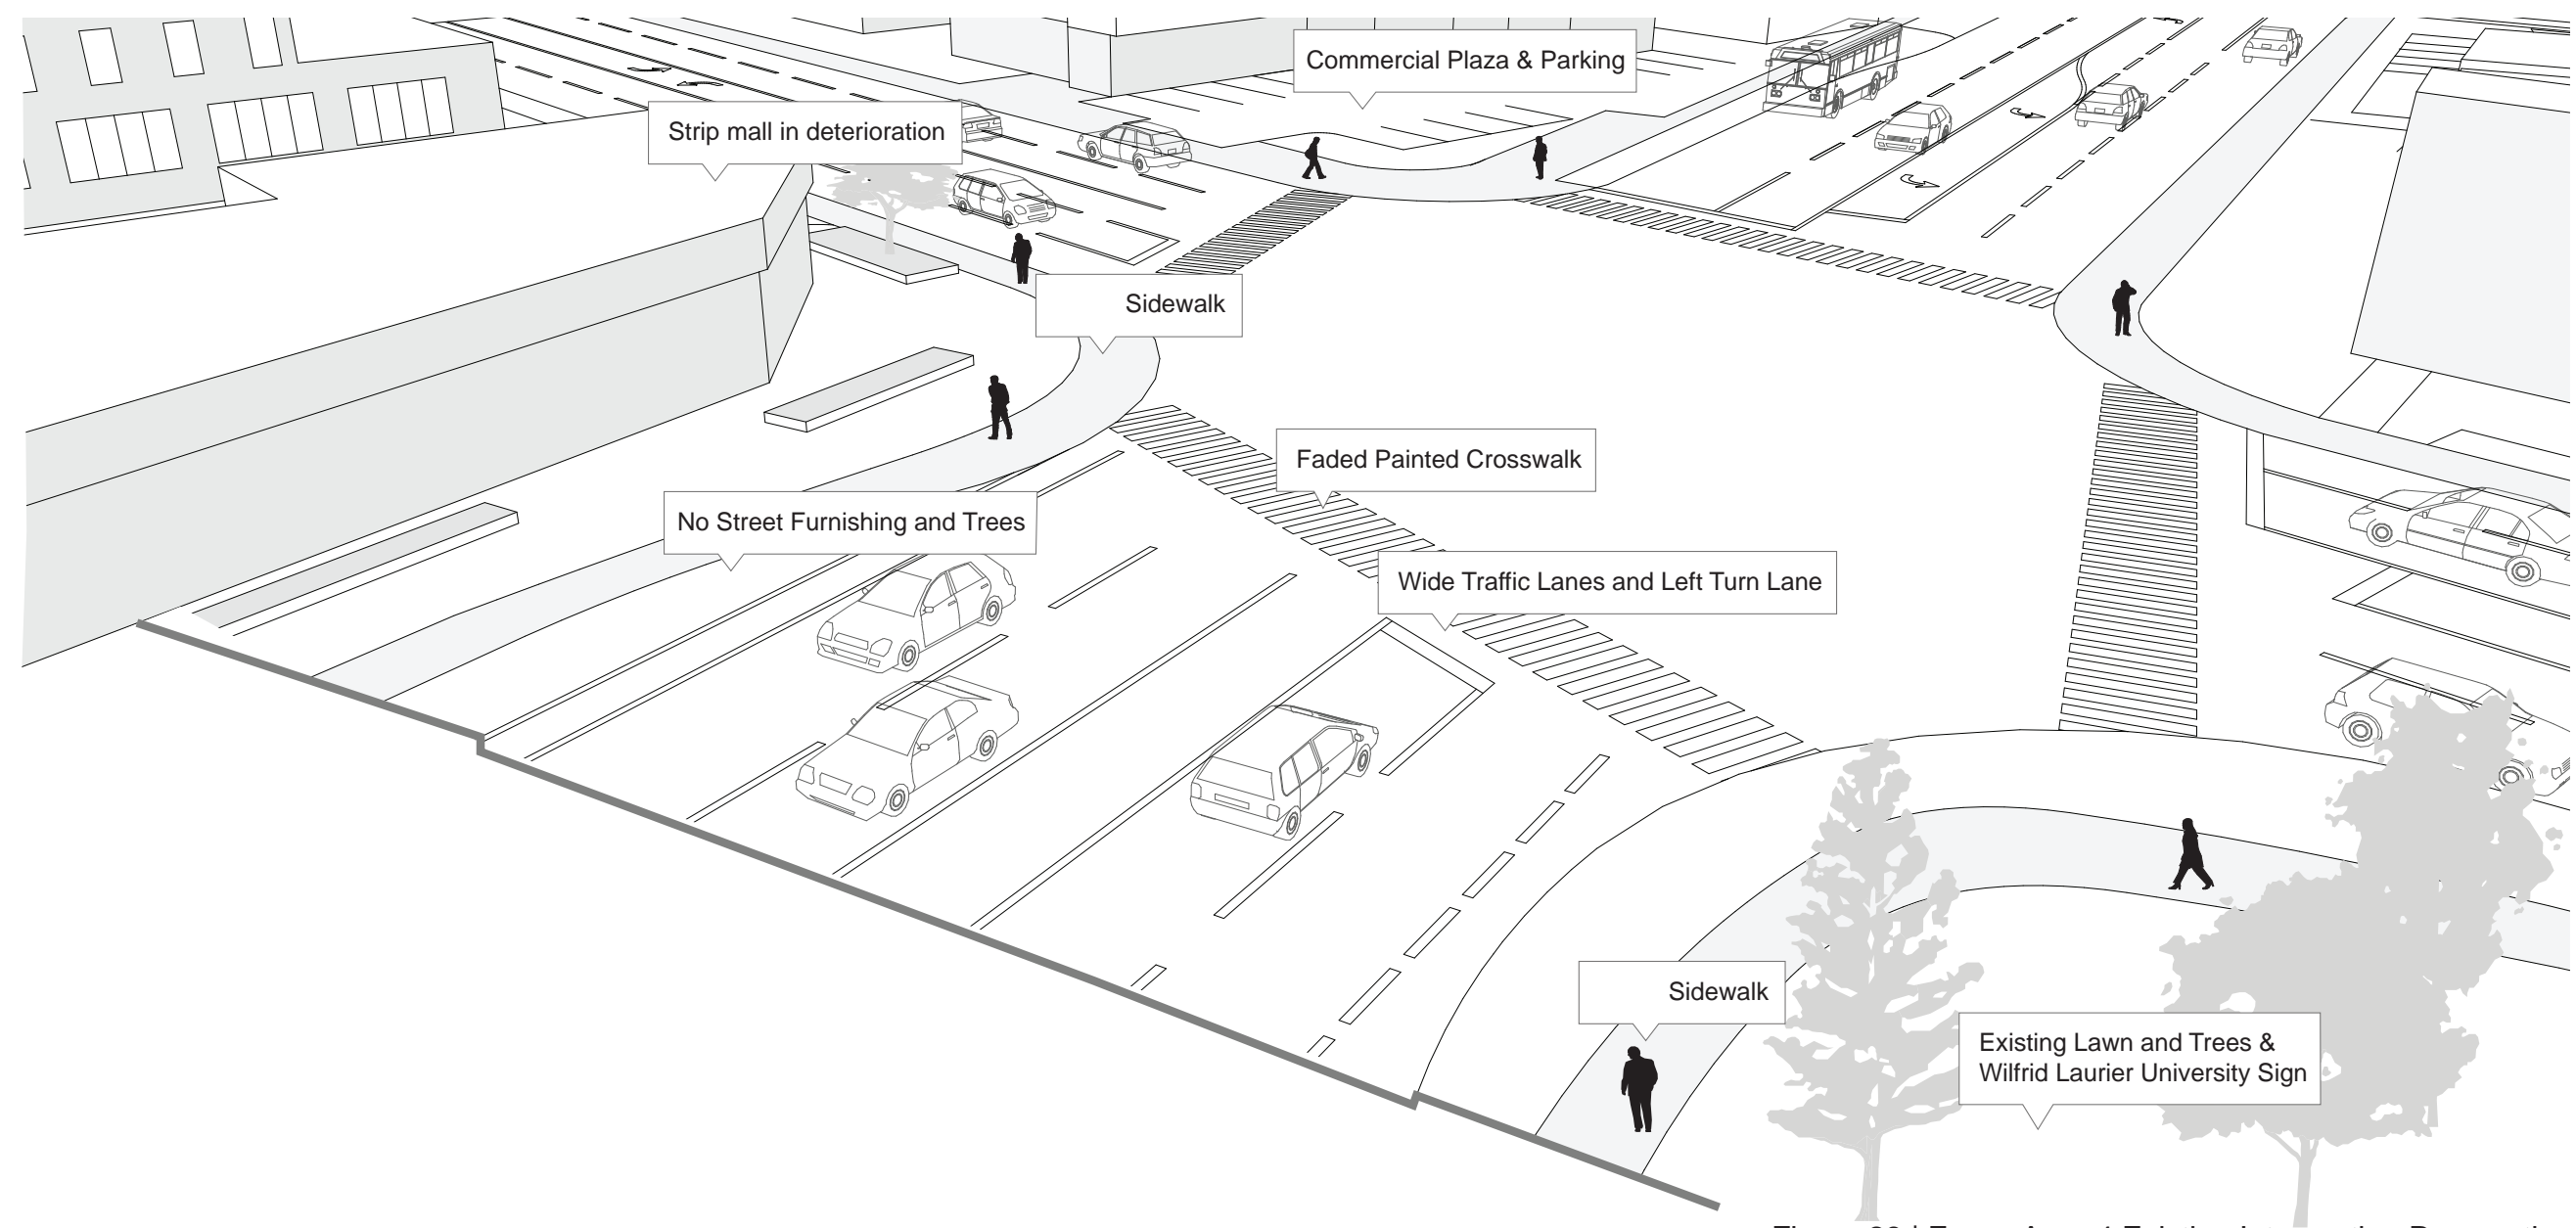 Commercial Plaza & Parking
Strip mall in deterioration
Sidewalk
Faded Painted Crosswalk
No Street Furnishing and Trees
Wide Traffic Lanes and Left Turn Lane
Sidewalk
Existing Lawn and Trees &
Wilfrid Laurier University Sign